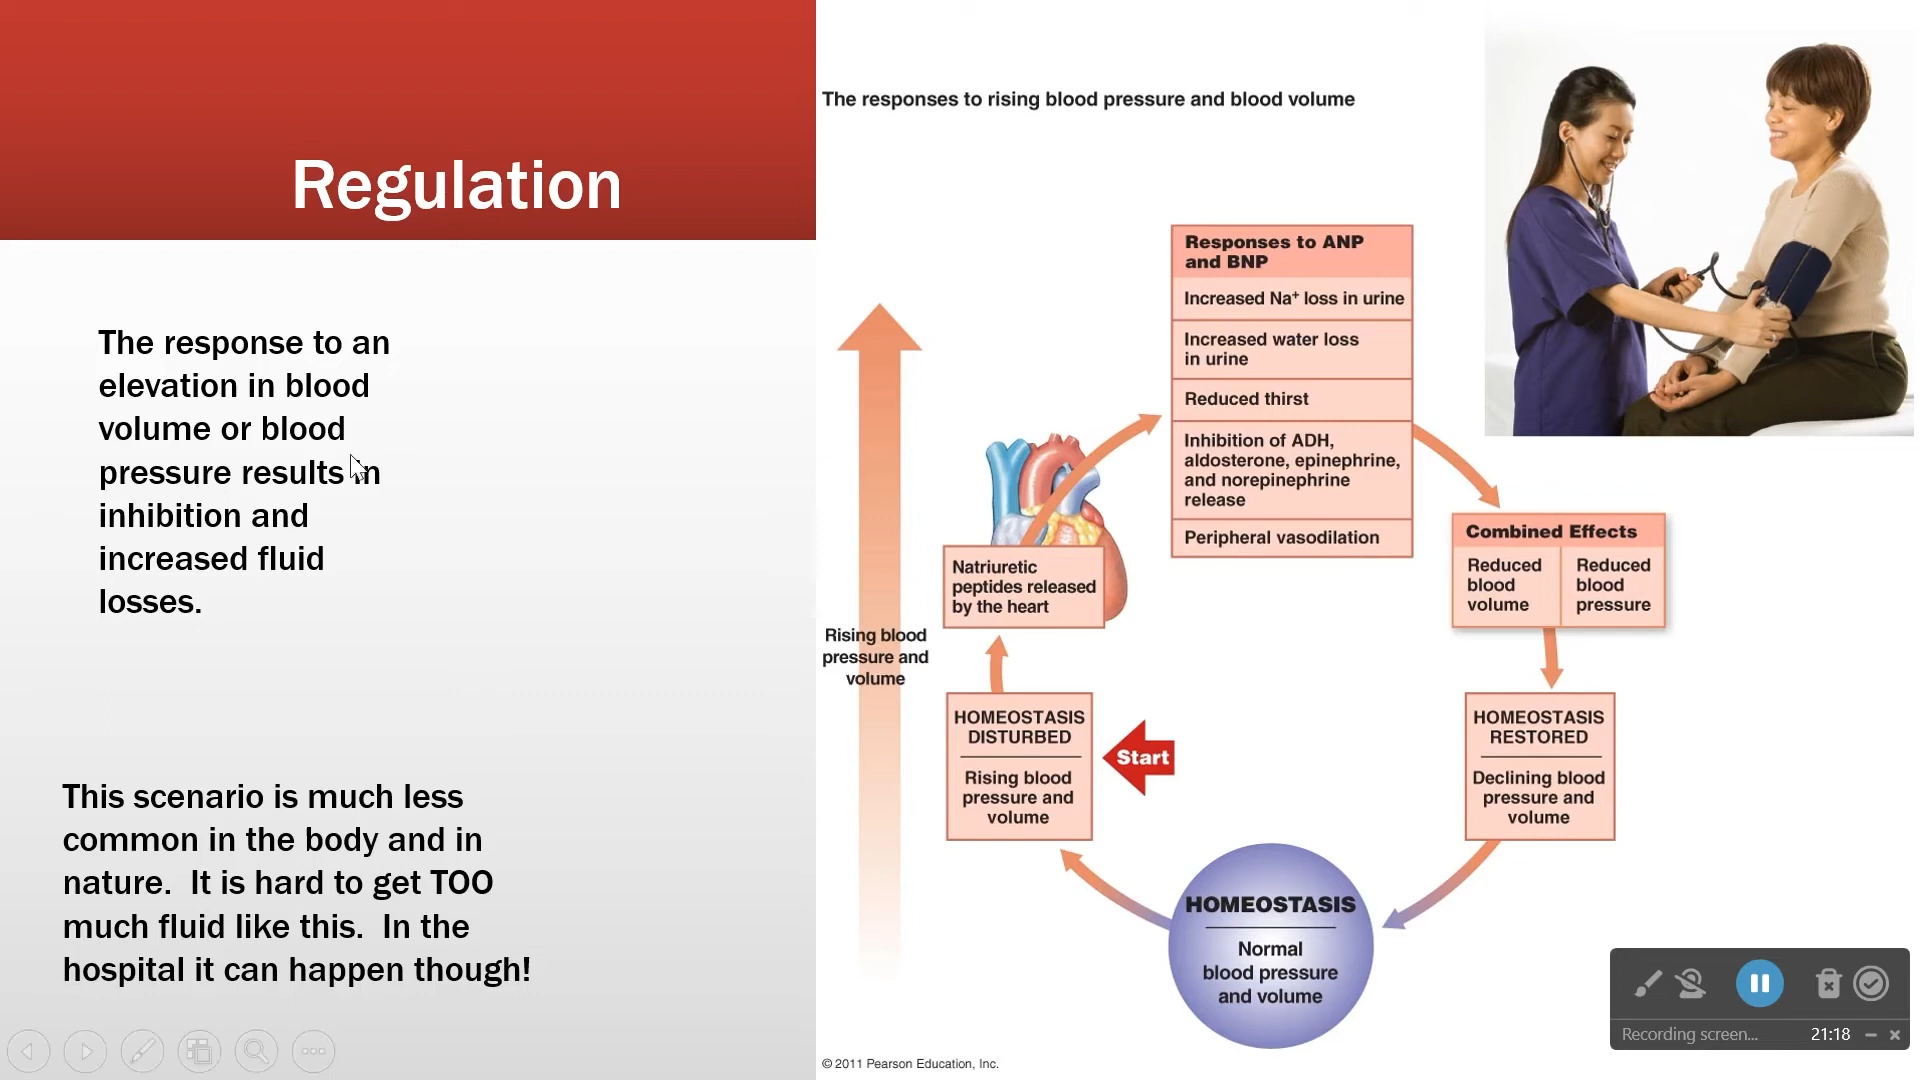 Regulation
The response to an
elevation in blood
volume or blood
pressure results in
inhibition and
increased fluid
losses.
This scenario is much less
common in the body and in
nature.  It is hard to get TOO
much fluid like this.  In the
hospital it can happen though!
The responses to rising blood pressure and blood volume
Rising blood
pressure and
volume
HOMEOSTASIS
DISTURBED
Rising blood
pressure and
volume
Start
Natriuretic
peptides released
by the heart
Responses to ANP
and BNP
Increased Na⁺ loss in urine
Increased water loss
in urine
Reduced thirst
Inhibition of ADH,
aldosterone, epinephrine,
and norepinephrine
release
Peripheral vasodilation
Combined Effects
Reduced
blood
volume
Reduced
blood
pressure
HOMEOSTASIS
RESTORED
Declining blood
pressure and
volume
HOMEOSTASIS
Normal
blood pressure
and volume
© 2011 Pearson Education, Inc.
Recording screen... 21:18